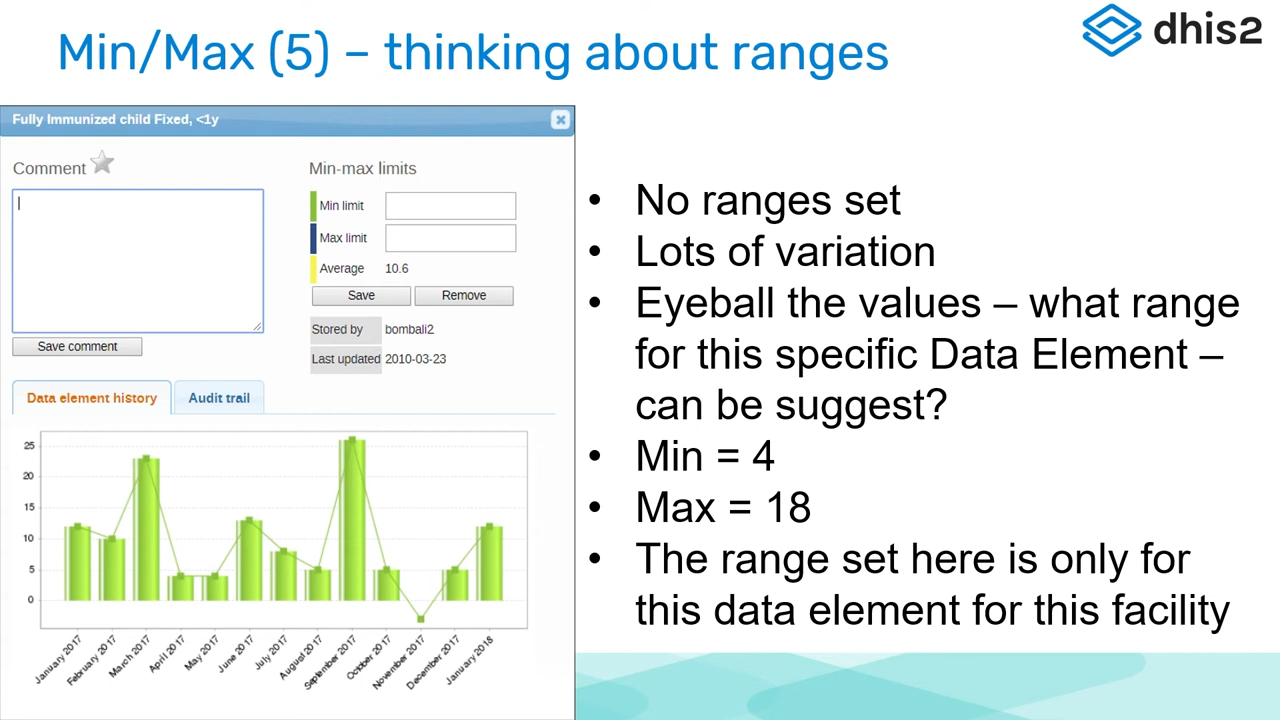 Min/Max (5) – thinking about ranges
dhis2
Fully Immunized child Fixed, <1y
Comment
Min-max limits
Min limit
Max limit
Average 10.6
Save Remove
Stored by bombali2
Last updated 2010-03-23
Save comment
Data element history Audit trail
25
20
15
10
5
0
January 2017
February 2017
March 2017
April 2017
May 2017
June 2017
July 2017
August 2017
September 2017
October 2017
November 2017
December 2017
January 2018
• No ranges set
• Lots of variation
• Eyeball the values – what range
for this specific Data Element –
can be suggest?
• Min = 4
• Max = 18
• The range set here is only for
this data element for this facility